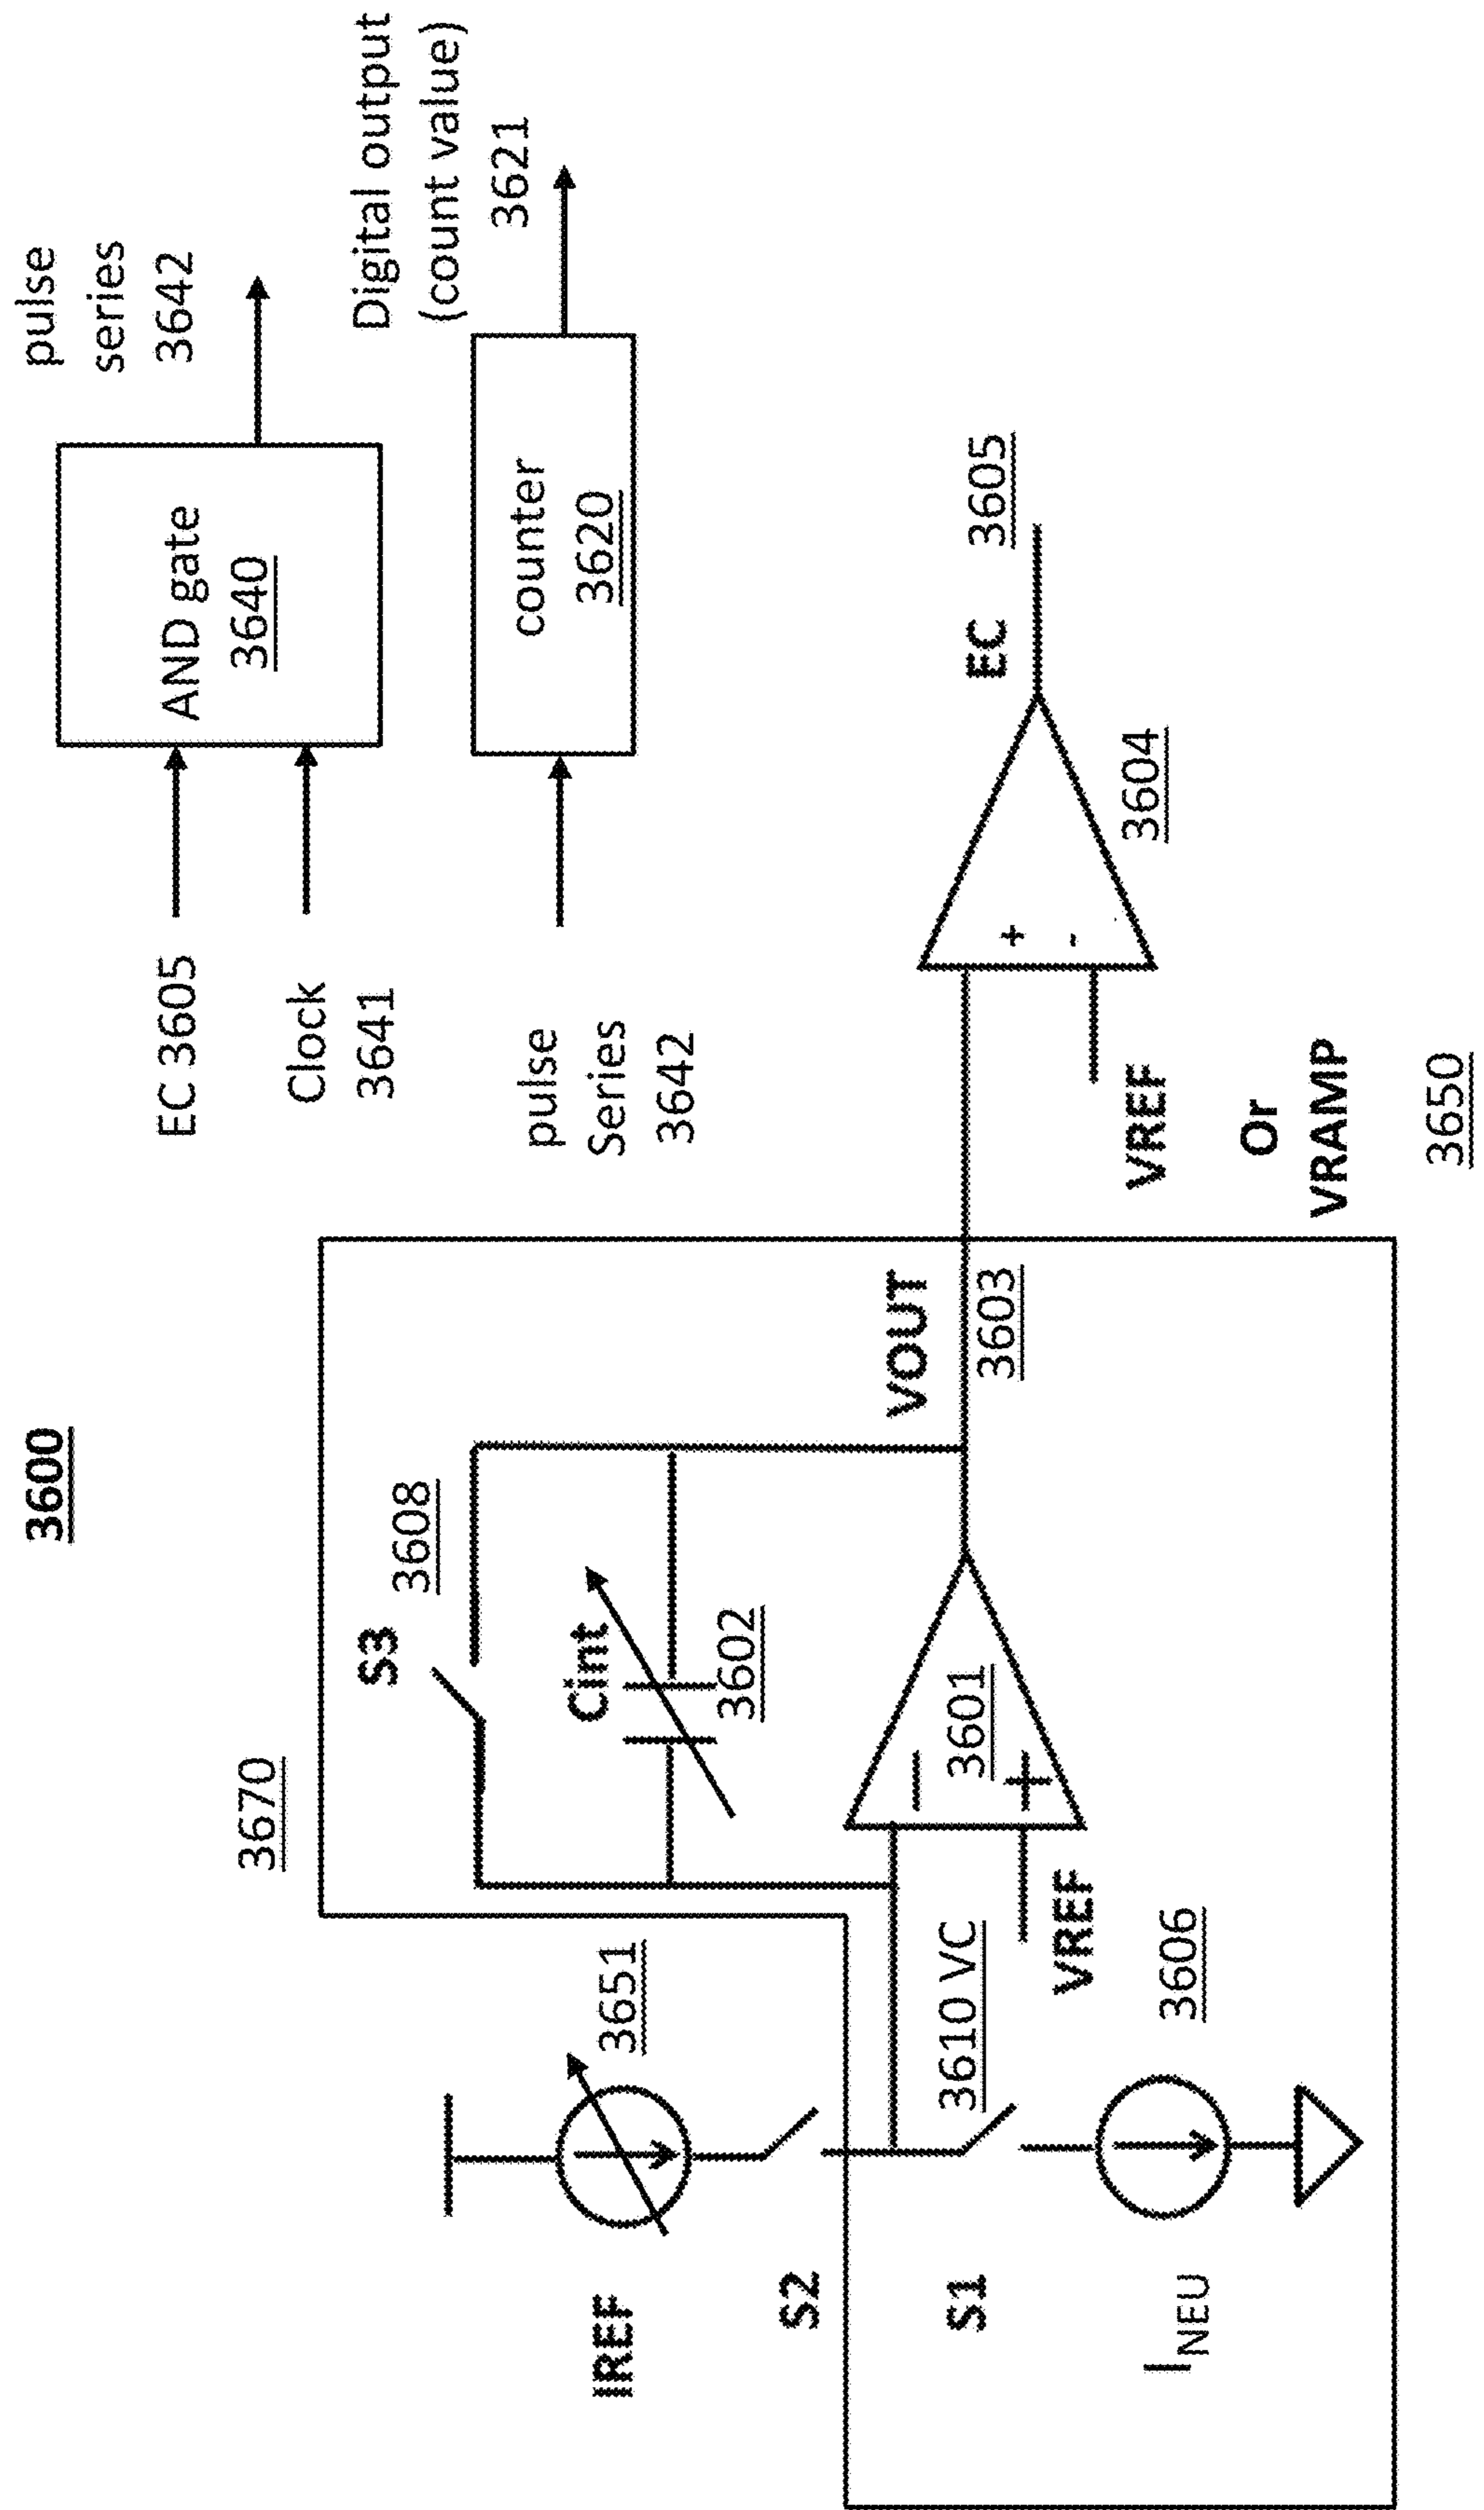 3600
3670
S3
3608
Cint
3602
IREF
3651
S2
S1
3610 VC
3601
VREF
VOUT
3603
I NEU
3606
EC 3605
Clock
3641
AND gate
3640
pulse
series
3642
pulse
Series
3642
counter
3620
Digital output
(count value)
3621
+
-
EC
3605
3604
VREF
Or
VRAMP
3650